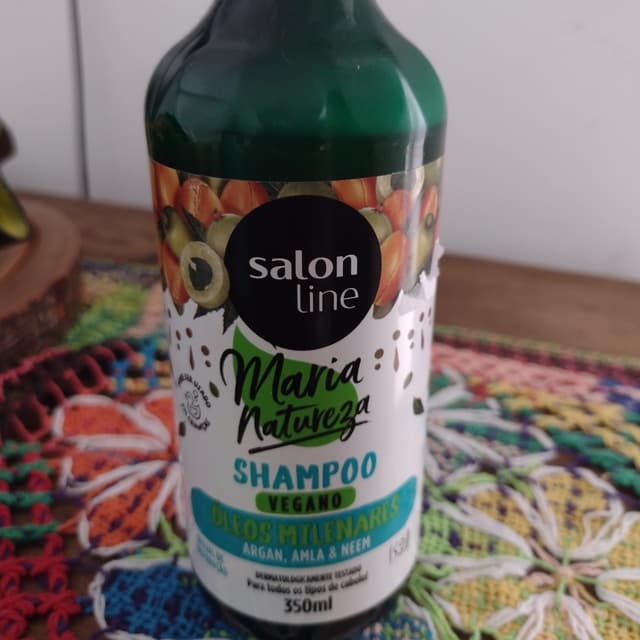 salon
line
Maria
Natureza
SHAMPOO
VEGANO
ÓLEOS MILENARES
ARGAN, AMLA & NEEM
DERMATOLOGICAMENTE TESTADO
Para todos os tipos de cabelo!
350ml